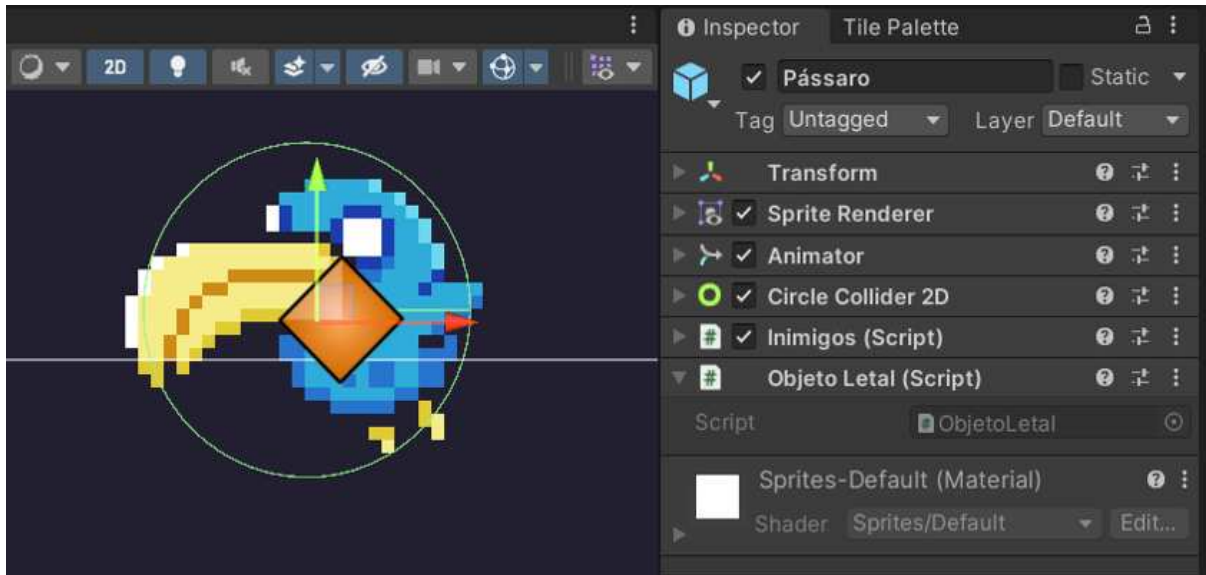 Inspector Tile Palette
2D
Pássaro Static
Tag Untagged Layer Default
Transform
Sprite Renderer
Animator
Circle Collider 2D
# Inimigos (Script)
# Objeto Letal (Script)
Script # ObjetoLetal
Sprites-Default (Material)
Shader Sprites/Default Edit...